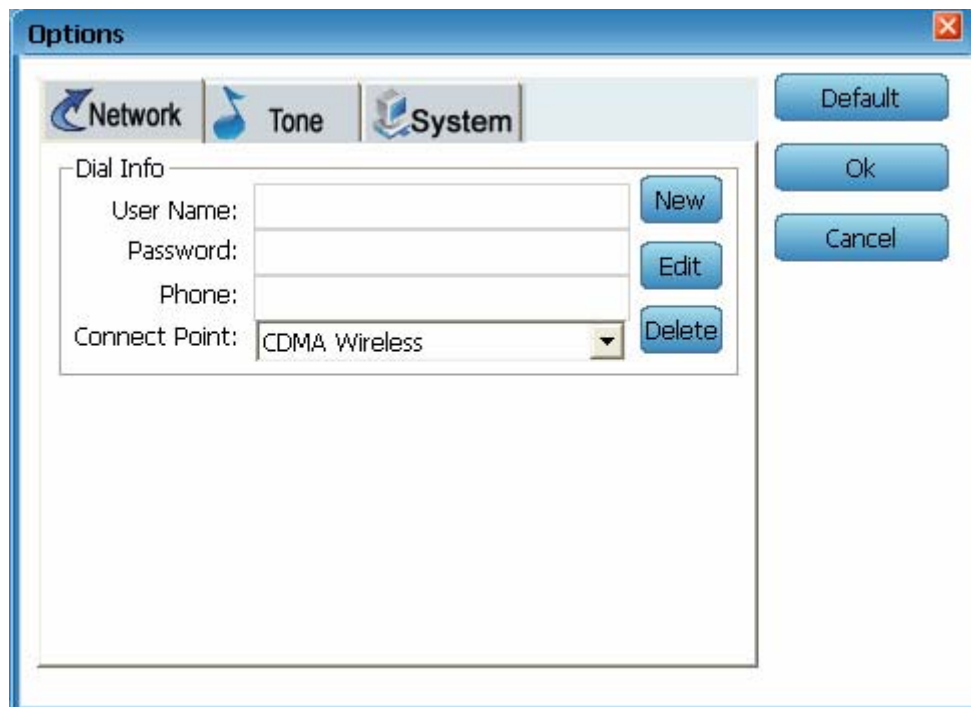 Options
Network Tone System
Dial Info
User Name:
Password:
Phone:
Connect Point: CDMA Wireless
New
Edit
Delete
Default
Ok
Cancel